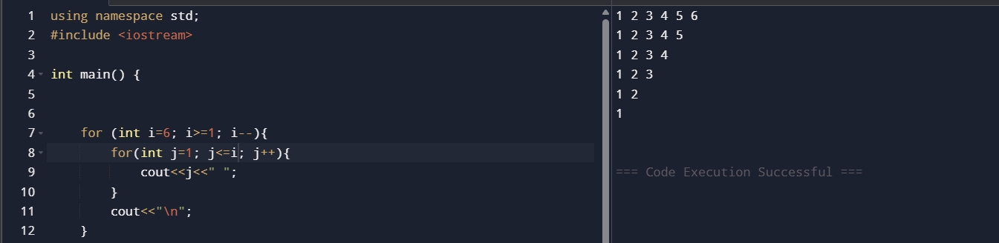 1 using namespace std;
2 #include <iostream>
3
4 int main() {
5
6
7     for (int i=6; i>=1; i--){
8         for(int j=1; j<=i; j++){
9             cout<<j<<" ";
10         }
11         cout<<"\n";
12     }
1 2 3 4 5 6
1 2 3 4 5
1 2 3 4
1 2 3
1 2
1
=== Code Execution Successful ===